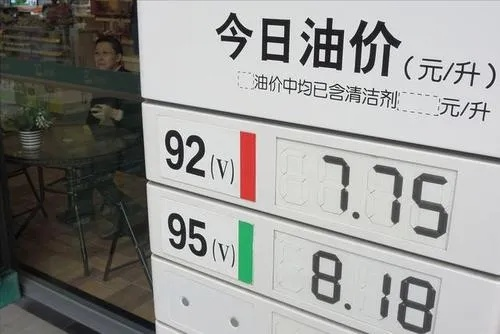 今日油价(元/升)
油价中均已含清洁剂 元/升
92(V) 7.75
95(V) 8.18